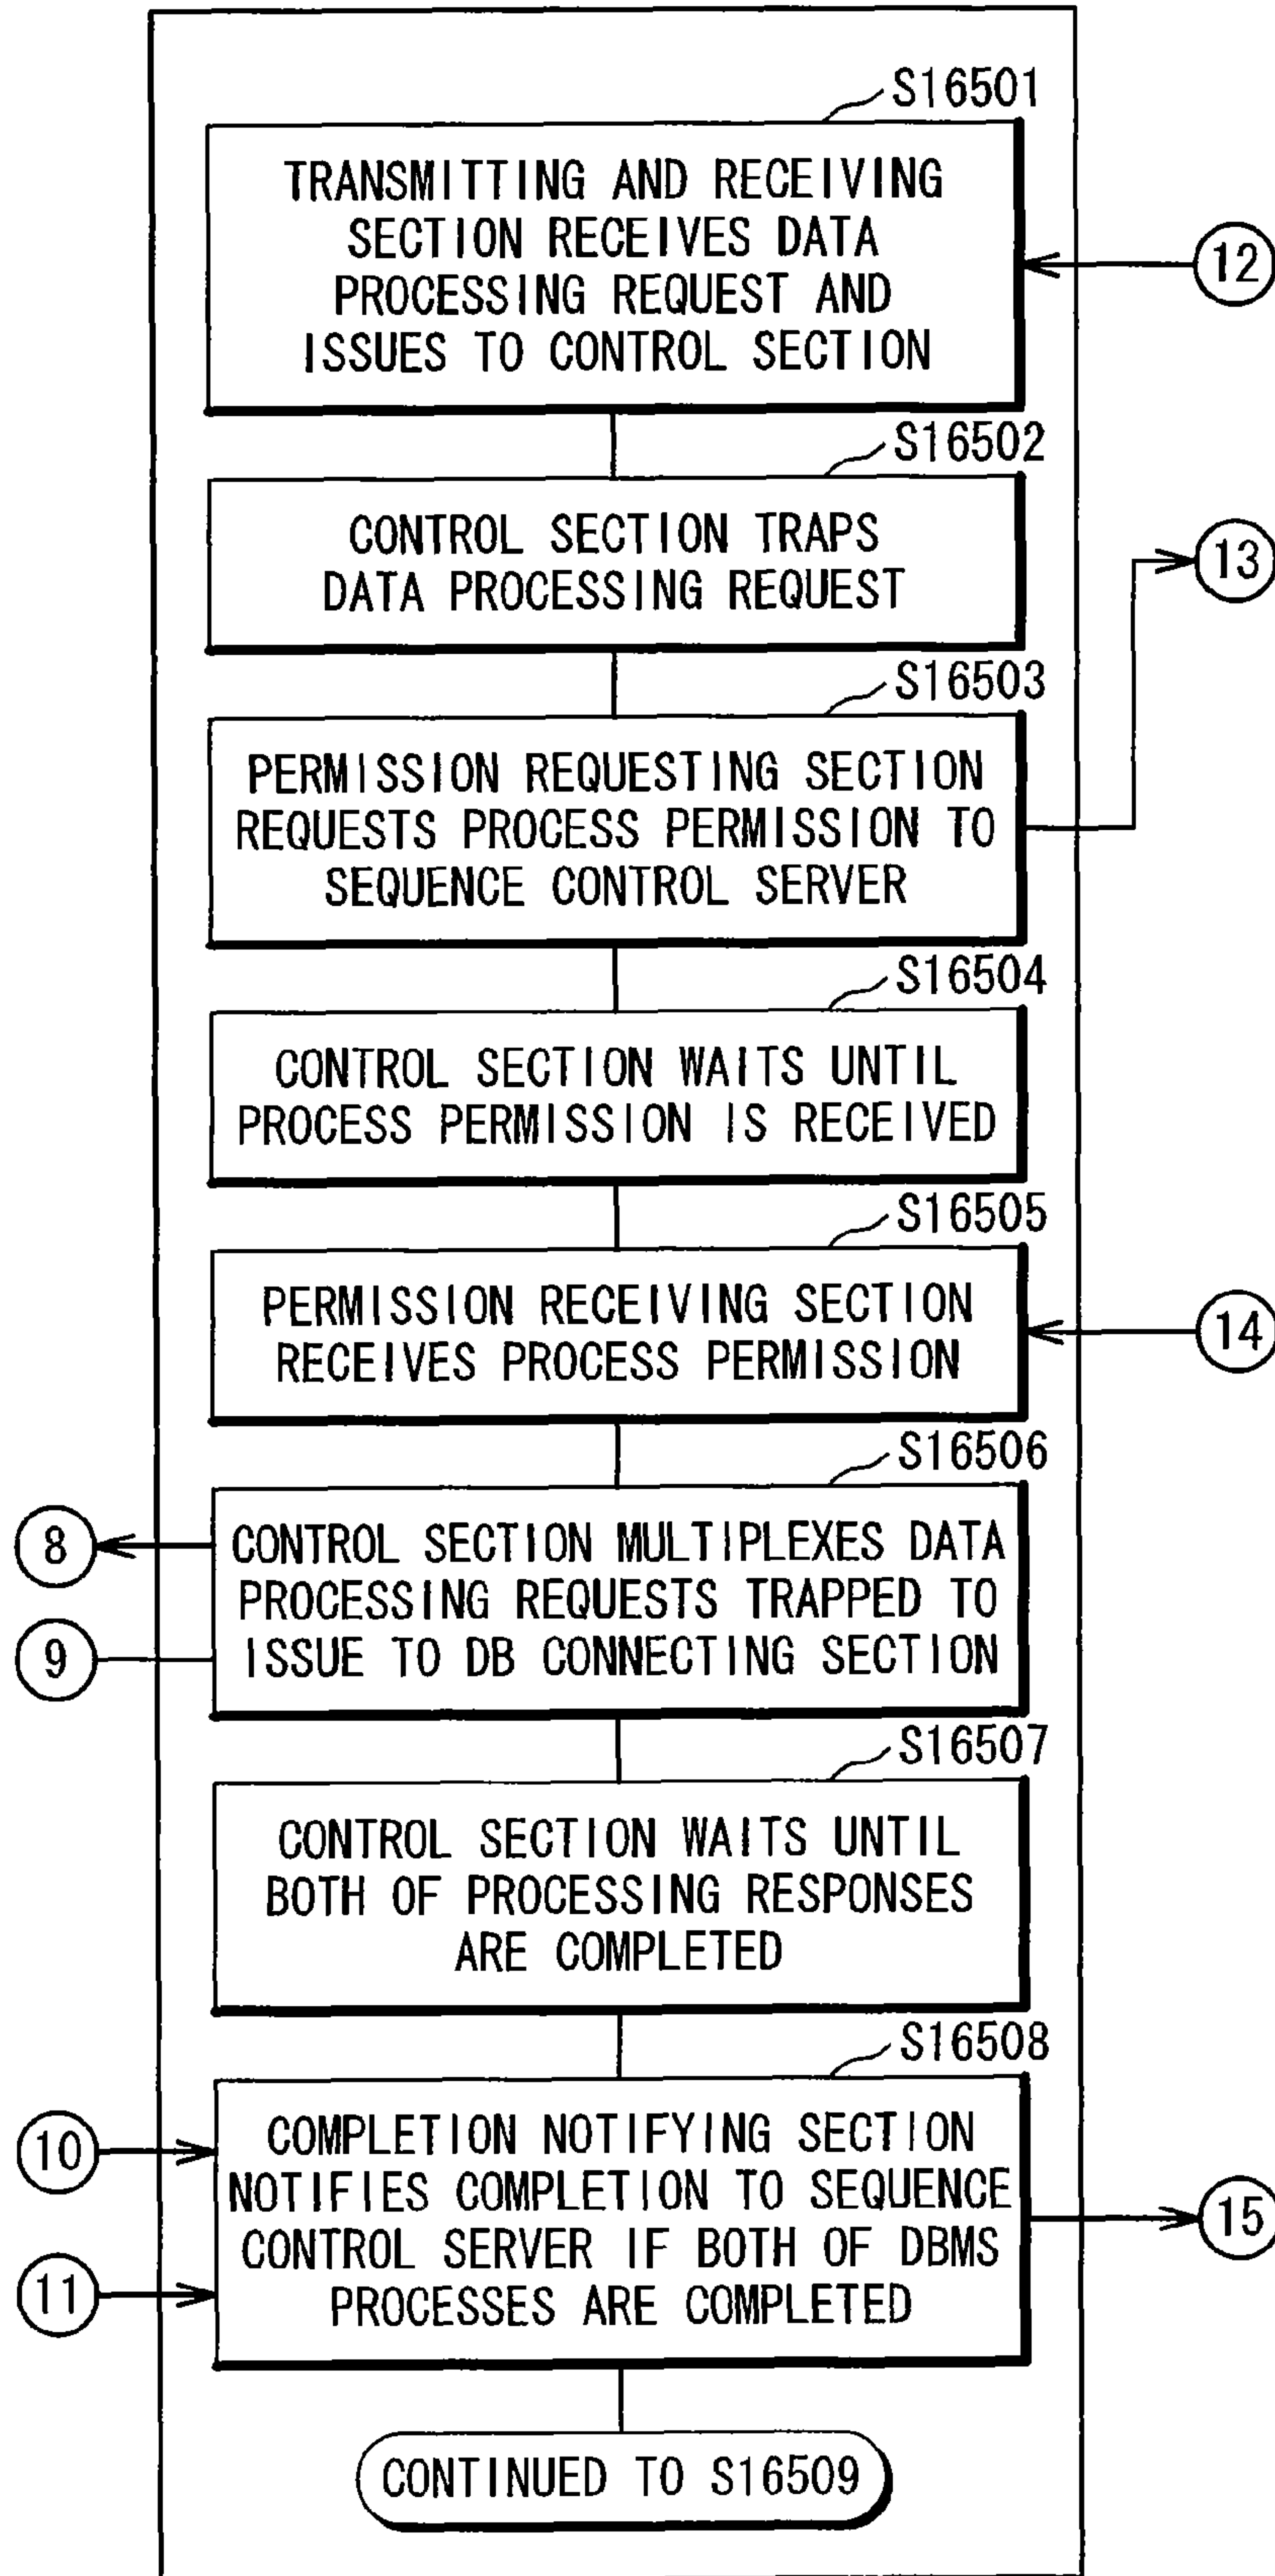 S16501
TRANSMITTING AND RECEIVING
SECTION RECEIVES DATA
PROCESSING REQUEST AND
ISSUES TO CONTROL SECTION
12
S16502
CONTROL SECTION TRAPS
DATA PROCESSING REQUEST
13
S16503
PERMISSION REQUESTING SECTION
REQUESTS PROCESS PERMISSION TO
SEQUENCE CONTROL SERVER
S16504
CONTROL SECTION WAITS UNTIL
PROCESS PERMISSION IS RECEIVED
S16505
PERMISSION RECEIVING SECTION
RECEIVES PROCESS PERMISSION
14
S16506
8
CONTROL SECTION MULTIPLEXES DATA
PROCESSING REQUESTS TRAPPED TO
ISSUE TO DB CONNECTING SECTION
9
S16507
CONTROL SECTION WAITS UNTIL
BOTH OF PROCESSING RESPONSES
ARE COMPLETED
S16508
10
COMPLETION NOTIFYING SECTION
NOTIFIES COMPLETION TO SEQUENCE
CONTROL SERVER IF BOTH OF DBMS
PROCESSES ARE COMPLETED
11
15
CONTINUED TO S16509